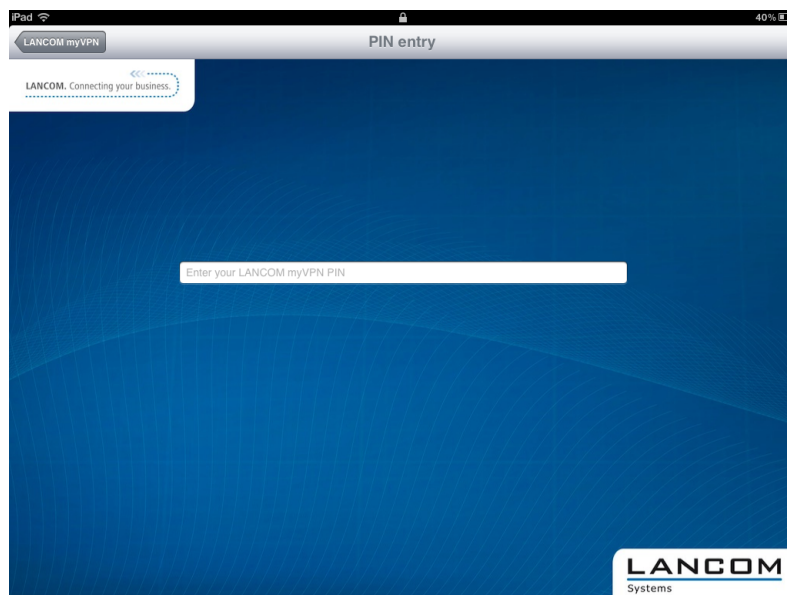 iPad
40%
LANCOM myVPN
PIN entry
LANCOM. Connecting your business.
Enter your LANCOM myVPN PIN
LANCOM
Systems